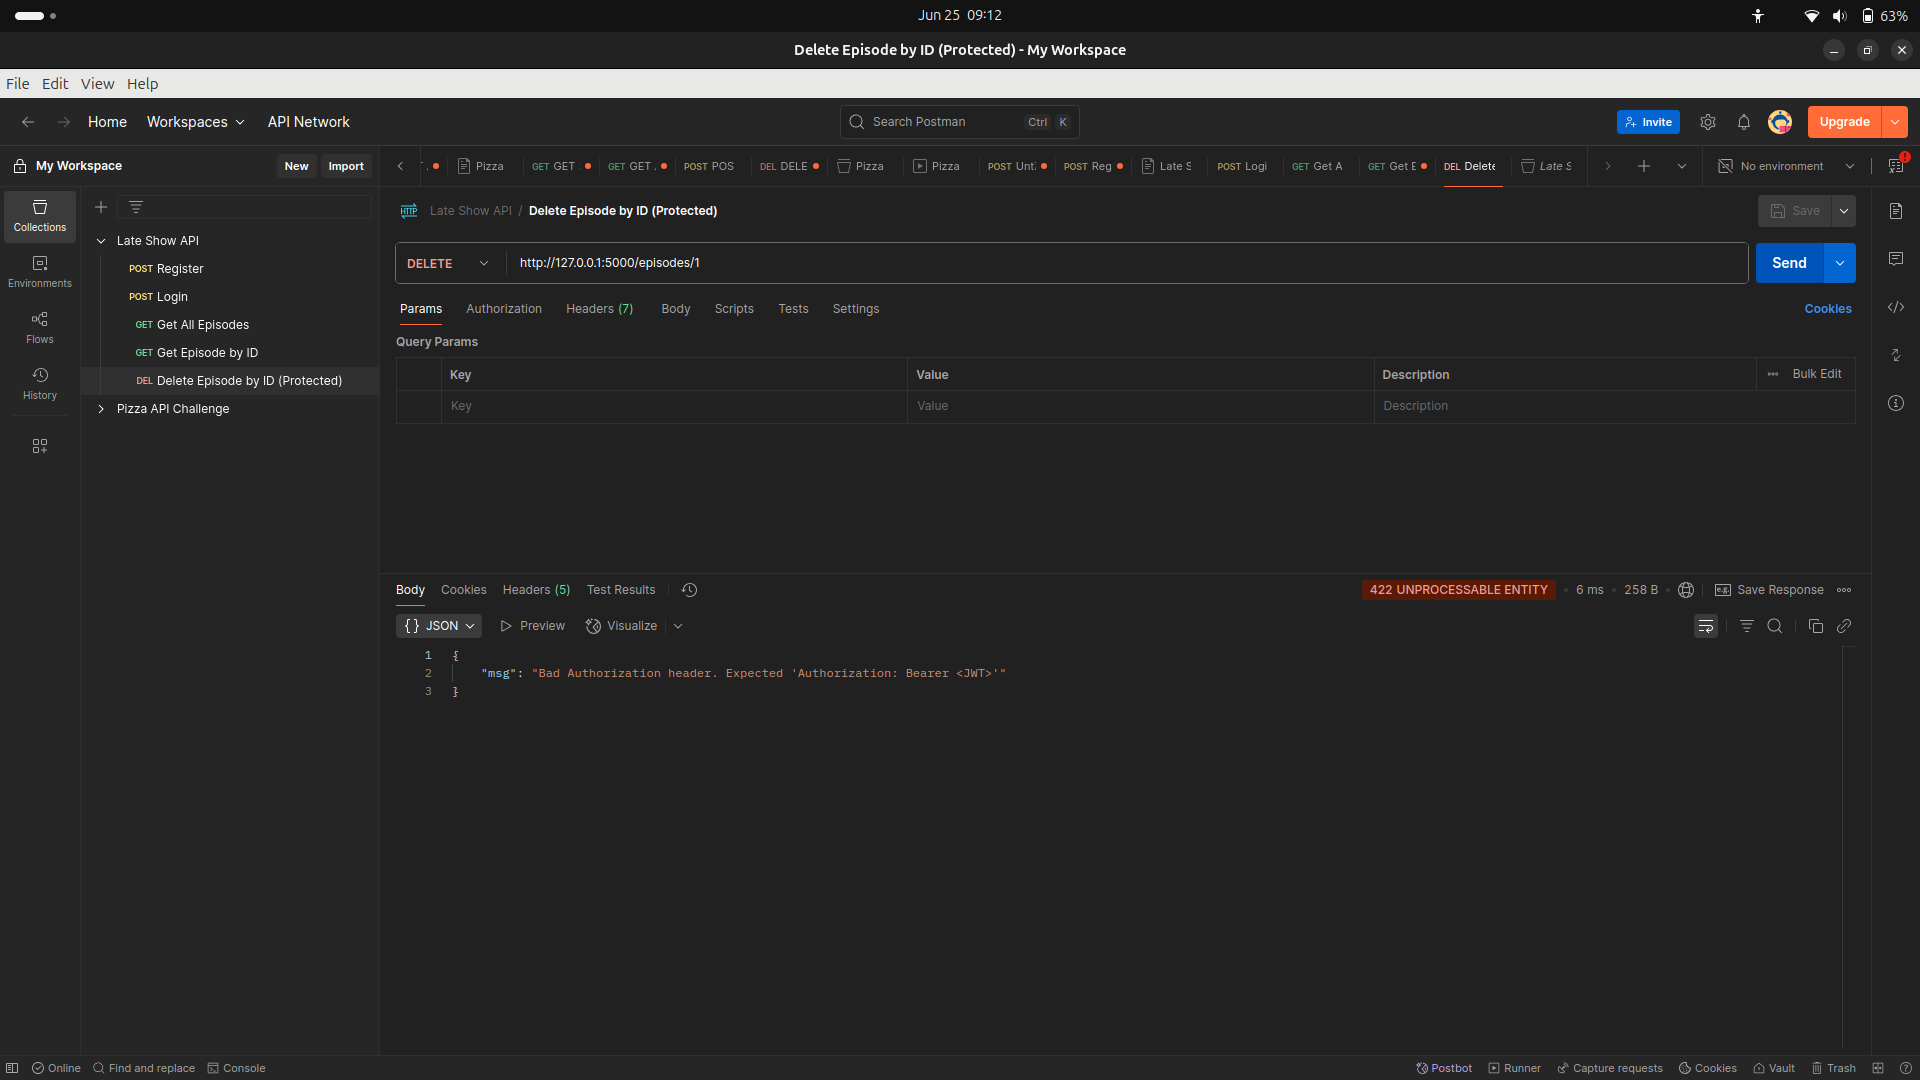 Jun 25 09:12
63%
Delete Episode by ID (Protected) - My Workspace
File Edit View Help
Home Workspaces API Network
Search Postman Ctrl K
Invite
Upgrade
My Workspace
New Import
Pizza
GET GET
GET GET .
POST POS
DEL DELE
Pizza
Pizza
POST Unt
POST Reg
Late S
POST Logi
GET Get A
GET Get E
DEL Delete
Late S
No environment
Collections
Environments
Flows
History
Late Show API
POST Register
POST Login
GET Get All Episodes
GET Get Episode by ID
DEL Delete Episode by ID (Protected)
Pizza API Challenge
HTTP Late Show API / Delete Episode by ID (Protected)
Save
DELETE http://127.0.0.1:5000/episodes/1
Send
Params Authorization Headers (7) Body Scripts Tests Settings
Cookies
Query Params
Key Value Description Bulk Edit
Key Value Description
Body Cookies Headers (5) Test Results
422 UNPROCESSABLE ENTITY • 6 ms • 258 B •
e.g. Save Response
{} JSON Preview Visualize
1 {
2 "msg": "Bad Authorization header. Expected 'Authorization: Bearer <JWT>'"
3 }
Online Find and replace Console
Postbot Runner Capture requests Cookies Vault Trash